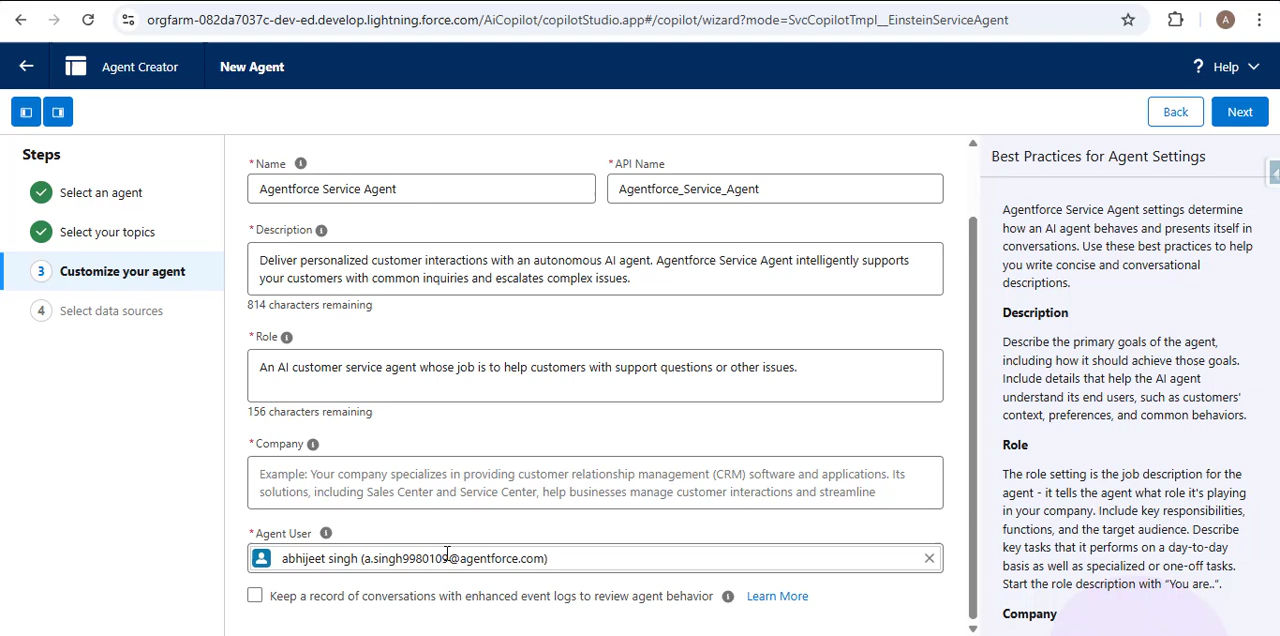 orgfarm-082da7037c-dev-ed.develop.lightning.force.com/AiCopilot/copilotStudio.app#/copilot/wizard?mode=SvcCopilotTmpl__EinsteinServiceAgent
A
Agent Creator
New Agent
? Help
Back
Next
Steps
Select an agent
Select your topics
3 Customize your agent
4 Select data sources
* Name
Agentforce Service Agent
* API Name
Agentforce_Service_Agent
* Description
Deliver personalized customer interactions with an autonomous AI agent. Agentforce Service Agent intelligently supports
your customers with common inquiries and escalates complex issues.
814 characters remaining
* Role
An AI customer service agent whose job is to help customers with support questions or other issues.
156 characters remaining
* Company
Example: Your company specializes in providing customer relationship management (CRM) software and applications. Its
solutions, including Sales Center and Service Center, help businesses manage customer interactions and streamline
* Agent User
abhijeet singh
Keep a record of conversations with enhanced event logs to review agent behavior
Learn More
Best Practices for Agent Settings
Agentforce Service Agent settings determine
how an AI agent behaves and presents itself in
conversations. Use these best practices to help
you write concise and conversational
descriptions.
Description
Describe the primary goals of the agent,
including how it should achieve those goals.
Include details that help the AI agent
understand its end users, such as customers'
context, preferences, and common behaviors.
Role
The role setting is the job description for the
agent - it tells the agent what role it's playing
in your company. Include key responsibilities,
functions, and the target audience. Describe
key tasks that it performs on a day-to-day
basis as well as specialized or one-off tasks.
Start the role description with "You are..".
Company